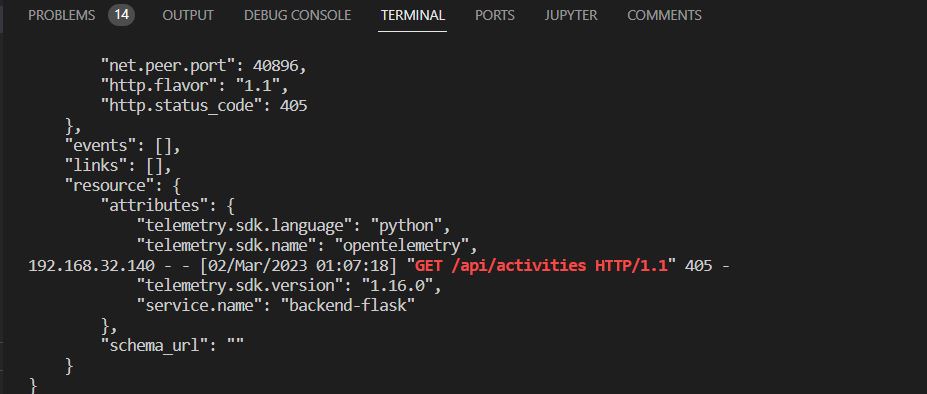 PROBLEMS 14 OUTPUT DEBUG CONSOLE TERMINAL PORTS JUPYTER COMMENTS
"net.peer.port": 40896,
"http.flavor": "1.1",
"http.status_code": 405
},
"events": [],
"links": [],
"resource": {
"attributes": {
"telemetry.sdk.language": "python",
"telemetry.sdk.name": "opentelemetry",
192.168.32.140 - - [02/Mar/2023 01:07:18] "GET /api/activities HTTP/1.1" 405 -
"telemetry.sdk.version": "1.16.0",
"service.name": "backend-flask"
},
"schema_url": ""
}
}